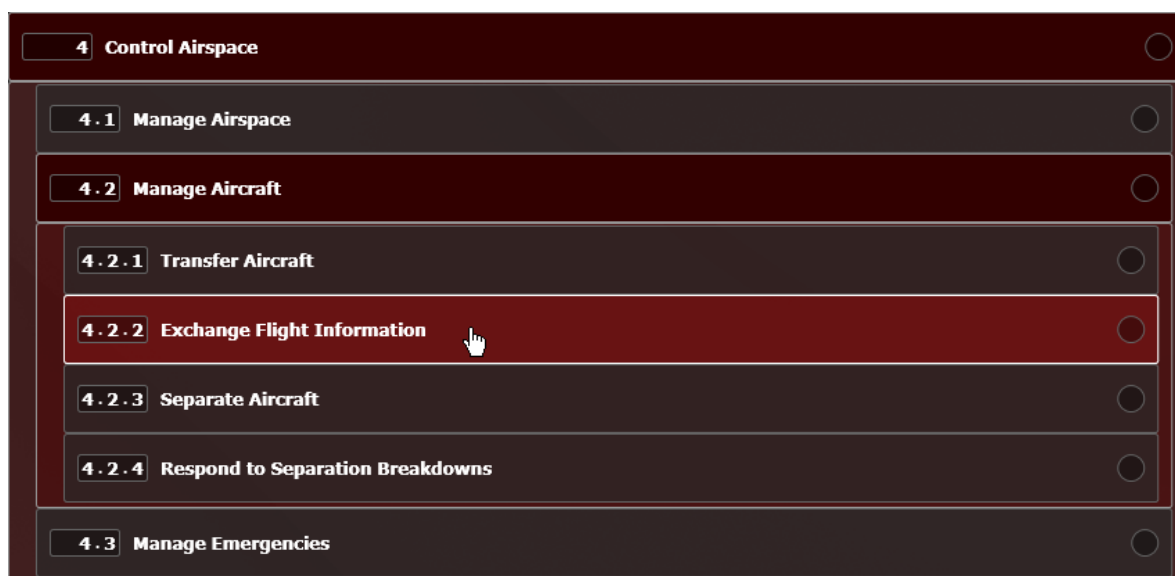 4 Control Airspace
4.1 Manage Airspace
4.2 Manage Aircraft
4.2.1 Transfer Aircraft
4.2.2 Exchange Flight Information
4.2.3 Separate Aircraft
4.2.4 Respond to Separation Breakdowns
4.3 Manage Emergencies